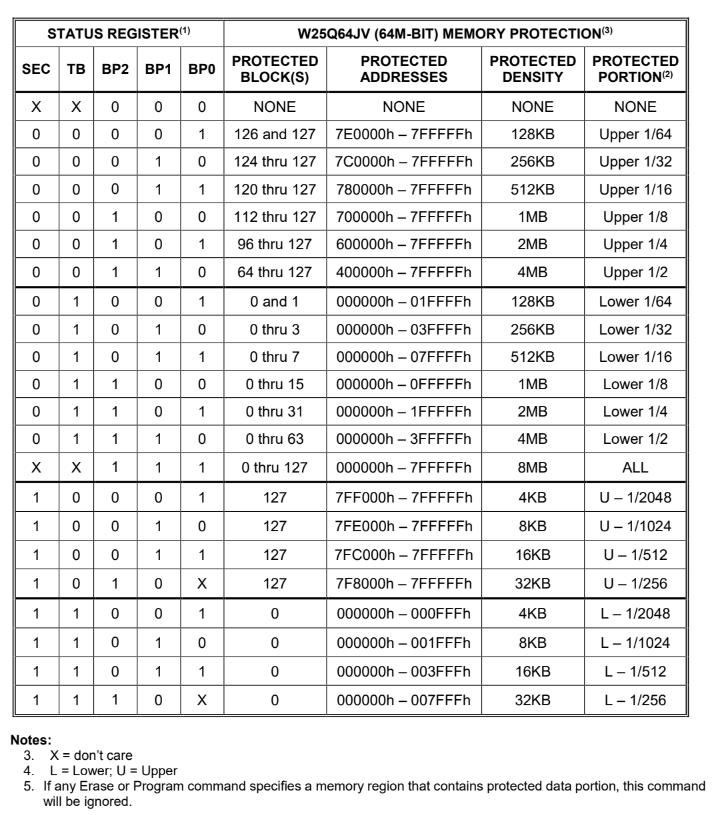 STATUS REGISTER(1) W25Q64JV (64M-BIT) MEMORY PROTECTION(3)
SEC TB BP2 BP1 BP0 PROTECTED BLOCK(S) PROTECTED ADDRESSES PROTECTED DENSITY PROTECTED PORTION(2)
X X 0 0 0 NONE NONE NONE NONE
0 0 0 0 1 126 and 127 7E0000h – 7FFFFFh 128KB Upper 1/64
0 0 0 1 0 124 thru 127 7C0000h – 7FFFFFh 256KB Upper 1/32
0 0 0 1 1 120 thru 127 780000h – 7FFFFFh 512KB Upper 1/16
0 0 1 0 0 112 thru 127 700000h – 7FFFFFh 1MB Upper 1/8
0 0 1 0 1 96 thru 127 600000h – 7FFFFFh 2MB Upper 1/4
0 0 1 1 0 64 thru 127 400000h – 7FFFFFh 4MB Upper 1/2
0 1 0 0 1 0 and 1 000000h – 01FFFFh 128KB Lower 1/64
0 1 0 1 0 0 thru 3 000000h – 03FFFFh 256KB Lower 1/32
0 1 0 1 1 0 thru 7 000000h – 07FFFFh 512KB Lower 1/16
0 1 1 0 0 0 thru 15 000000h – 0FFFFFh 1MB Lower 1/8
0 1 1 0 1 0 thru 31 000000h – 1FFFFFh 2MB Lower 1/4
0 1 1 1 0 0 thru 63 000000h – 3FFFFFh 4MB Lower 1/2
X X 1 1 1 0 thru 127 000000h – 7FFFFFh 8MB ALL
1 0 0 0 1 127 7FF000h – 7FFFFFh 4KB U – 1/2048
1 0 0 1 0 127 7FE000h – 7FFFFFh 8KB U – 1/1024
1 0 0 1 1 127 7FC000h – 7FFFFFh 16KB U – 1/512
1 0 1 0 X 127 7F8000h – 7FFFFFh 32KB U – 1/256
1 1 0 0 1 0 000000h – 000FFFh 4KB L – 1/2048
1 1 0 1 0 0 000000h – 001FFFh 8KB L – 1/1024
1 1 0 1 1 0 000000h – 003FFFh 16KB L – 1/512
1 1 1 0 X 0 000000h – 007FFFh 32KB L – 1/256
Notes:
3. X = don't care
4. L = Lower; U = Upper
5. If any Erase or Program command specifies a memory region that contains protected data portion, this command
will be ignored.